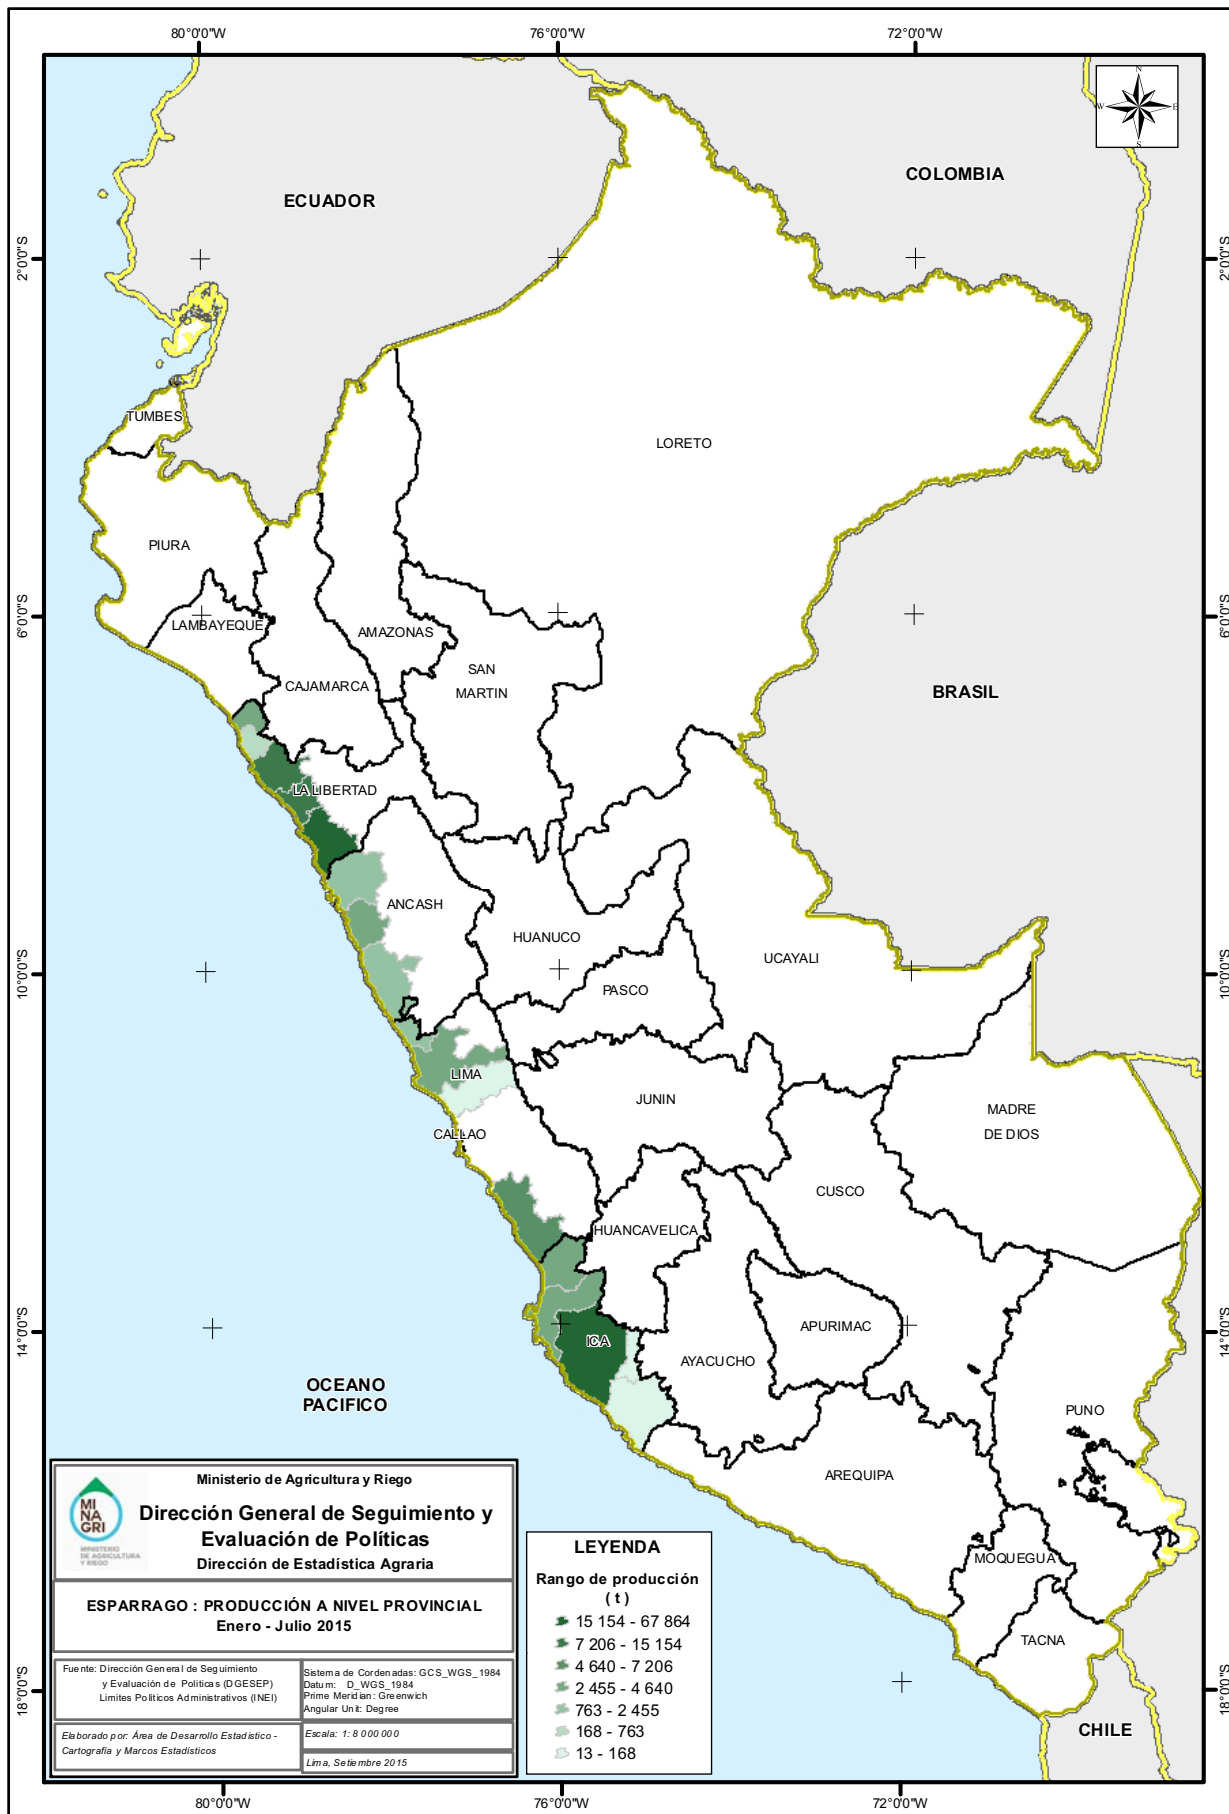 80°0'0"W
76°0'0"W
72°0'0"W
N
W
E
S
COLOMBIA
ECUADOR
2°0'0"S
2°0'0"S
TUMBES
LORETO
PIURA
6°0'0"S
6°0'0"S
LAMBAYEQUE
AMAZONAS
SAN
MARTIN
CAJAMARCA
BRASIL
LA LIBERTAD
ANCASH
HUANUCO
UCAYALI
10°0'0"S
10°0'0"S
PASCO
LIMA
JUNIN
MADRE
DE DIOS
CALLAO
CUSCO
HUANCAVELICA
14°0'0"S
14°0'0"S
ICA
APURIMAC
AYACUCHO
OCEANO
PACIFICO
PUNO
AREQUIPA
MOQUEGUA
TACNA
18°0'0"S
18°0'0"S
CHILE
MI
NA
GRI
MINISTERIO
DE AGRICULTURA
Y RIEGO
Ministerio de Agricultura y Riego
Dirección General de Seguimiento y
Evaluación de Políticas
Dirección de Estadística Agraria
ESPARRAGO : PRODUCCIÓN A NIVEL PROVINCIAL
Enero - Julio 2015
Fuente: Dirección General de Seguimiento
y Evaluación de Politicas (DGESEP)
Limites Políticos Administrativos (INEI)
Sistema de Cordenadas: GCS_WGS_1984
Datum: D_WGS_1984
Prime Meridian: Greenwich
Angular Unit: Degree
Elaborado por: Área de Desarrollo Estadístico -
Cartografía y Marcos Estadísticos
Escala: 1: 8 000 000
Lima, Setiembre 2015
LEYENDA
Rango de producción
( t )
15 154 - 67 864
7 206 - 15 154
4 640 - 7 206
2 455 - 4 640
763 - 2 455
168 - 763
13 - 168
80°0'0"W
76°0'0"W
72°0'0"W